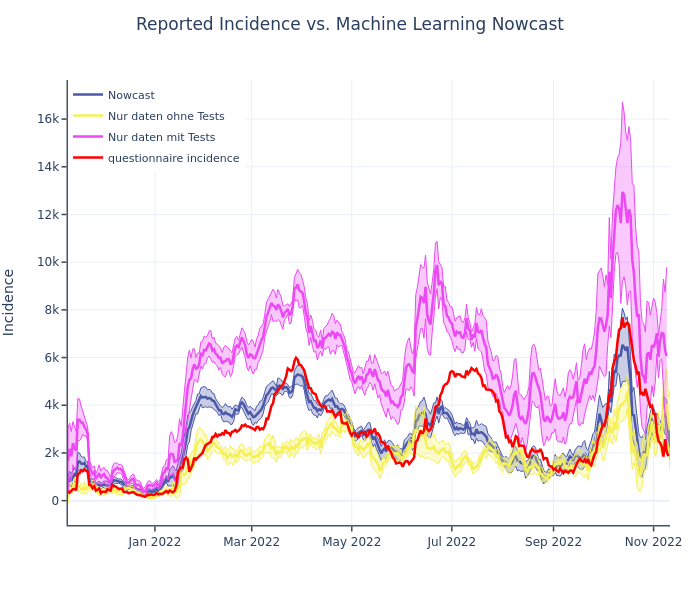 Reported Incidence vs. Machine Learning Nowcast
Nowcast
Nur daten ohne Tests
Nur daten mit Tests
questionnaire incidence
Incidence
16k
14k
12k
10k
8k
6k
4k
2k
0
Jan 2022
Mar 2022
May 2022
Jul 2022
Sep 2022
Nov 2022